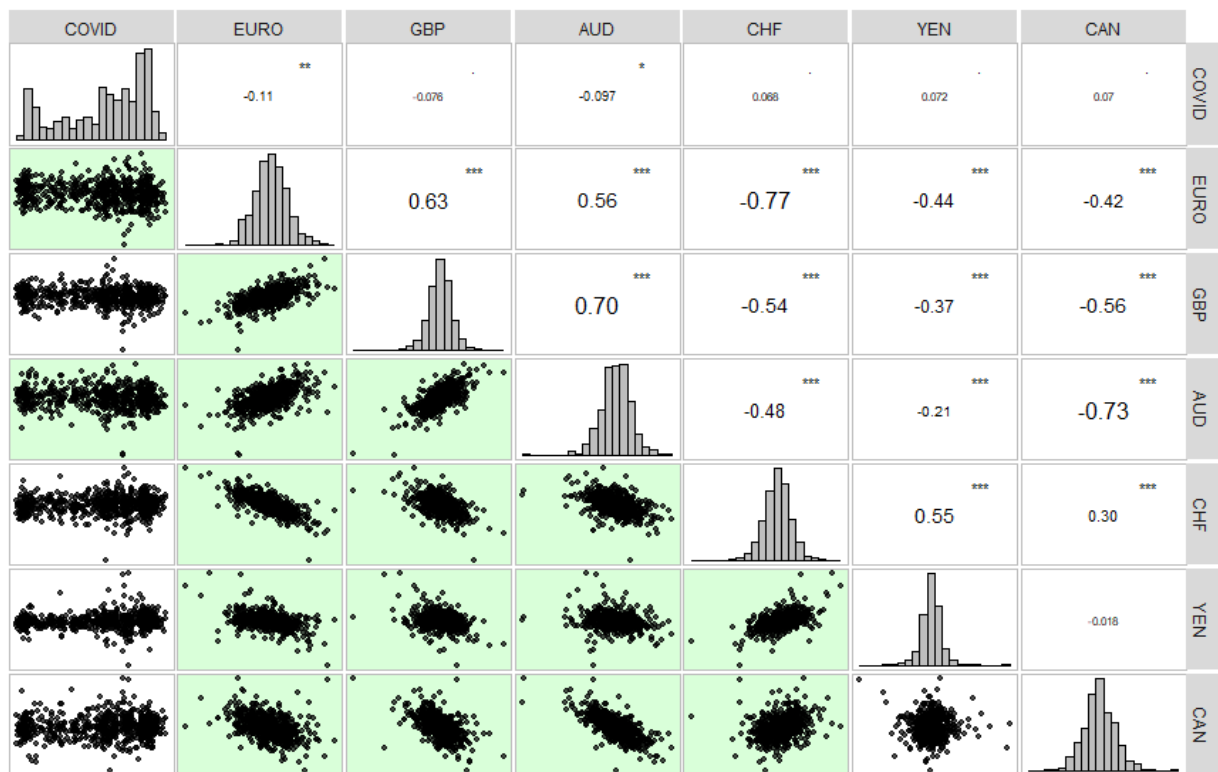 COVID EURO GBP AUD CHF YEN CAN
** * . . . .
-0.11 -0.076 -0.097 0.068 0.072 0.07
COVID
*** *** *** *** ***
0.63 0.56 -0.77 -0.44 -0.42
EURO
*** *** *** ***
0.70 -0.54 -0.37 -0.56
GBP
*** *** ***
-0.48 -0.21 -0.73
AUD
*** ***
0.55 0.30
CHF
-0.018
YEN
CAN